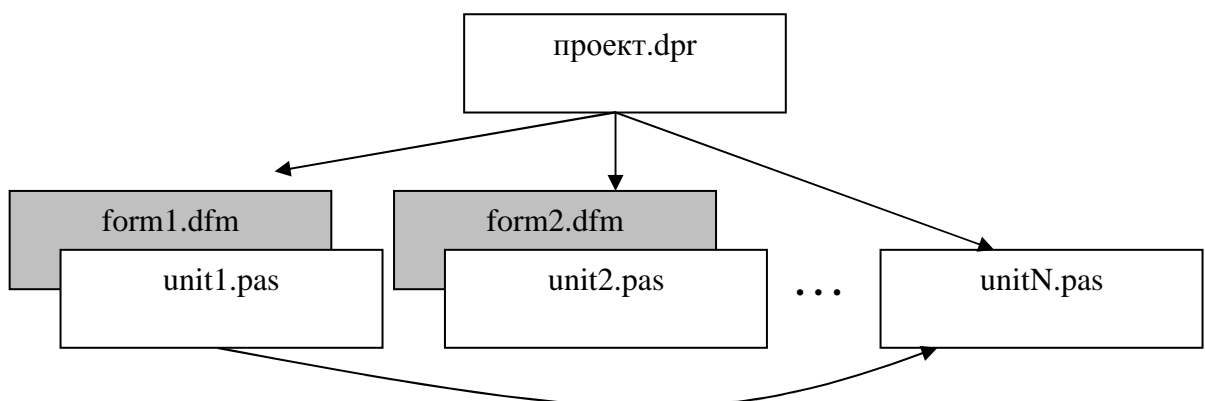 проект.dpr
form1.dfm
form2.dfm
unit1.pas
unit2.pas
...
unitN.pas